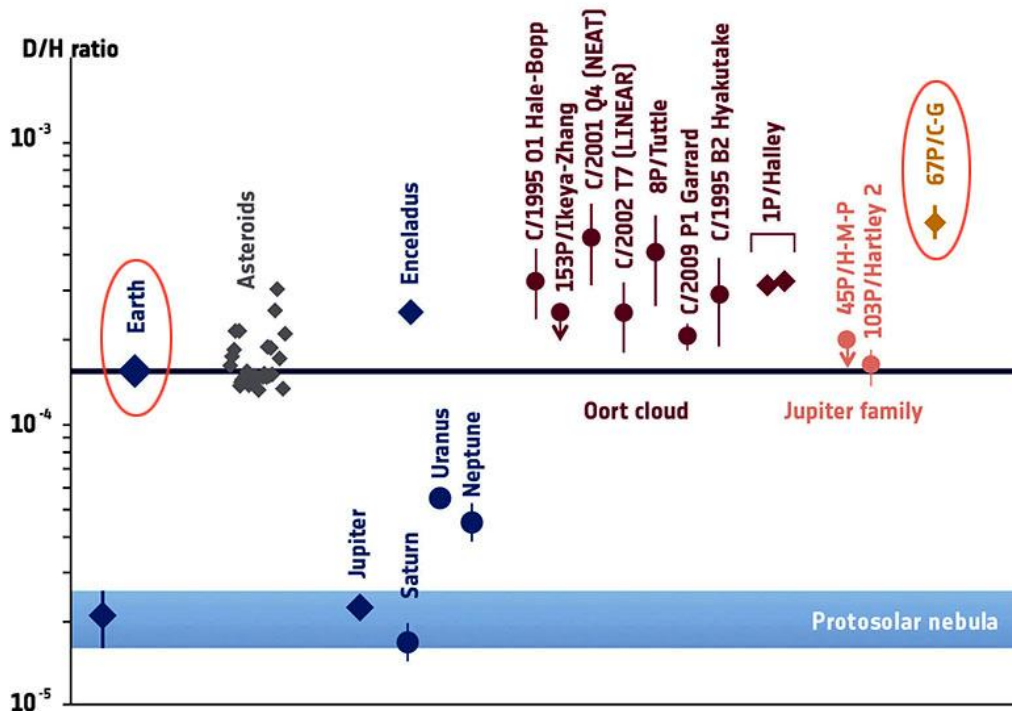 D/H ratio
10-3
10-4
10-5
Earth
Asteroids
Enceladus
Jupiter
Saturn
Uranus
Neptune
C/1995 O1 Hale-Bopp
153P/Ikeya-Zhang
C/2001 Q4 (NEAT)
C/2002 T7 (LINEAR)
8P/Tuttle
C/2009 P1 Garrard
C/1995 B2 Hyakutake
1P/Halley
45P/H-M-P
103P/Hartley 2
67P/C-G
Oort cloud
Jupiter family
Protosolar nebula